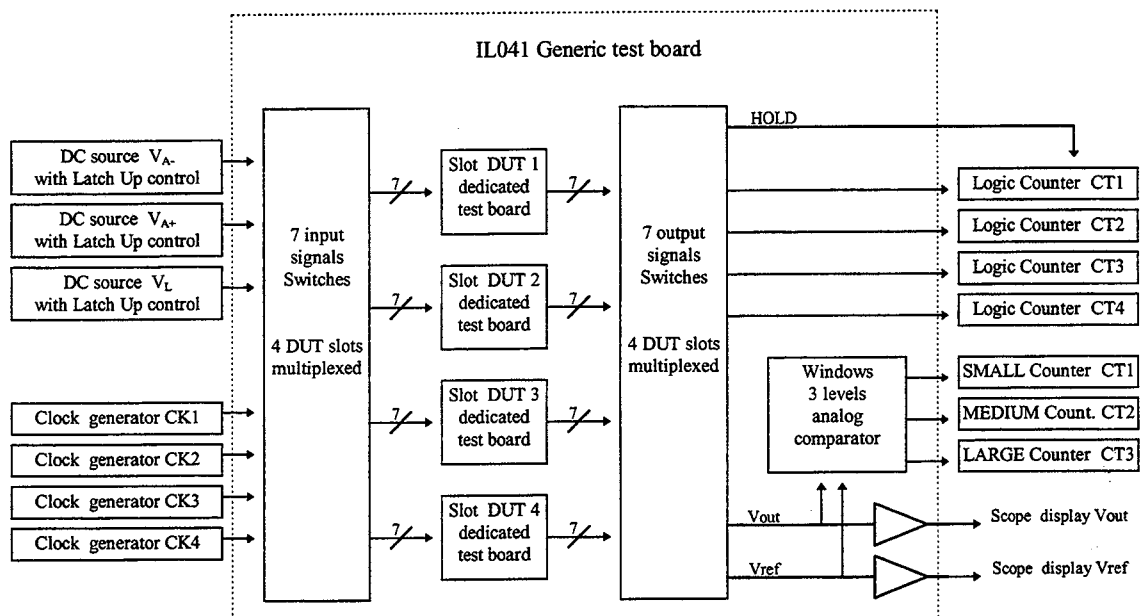 IL041 Generic test board
DC source VA-
with Latch Up control
DC source VA+
with Latch Up control
DC source VL
with Latch Up control
Clock generator CK1
Clock generator CK2
Clock generator CK3
Clock generator CK4
7 input
signals
Switches
4 DUT slots
multiplexed
7
7
7
7
Slot DUT 1
dedicated
test board
Slot DUT 2
dedicated
test board
Slot DUT 3
dedicated
test board
Slot DUT 4
dedicated
test board
7
7
7
7
7 output
signals
Switches
4 DUT slots
multiplexed
HOLD
Logic Counter CT1
Logic Counter CT2
Logic Counter CT3
Logic Counter CT4
Windows
3 levels
analog
comparator
SMALL Counter CT1
MEDIUM Count. CT2
LARGE Counter CT3
Vout
Scope display Vout
Vref
Scope display Vref